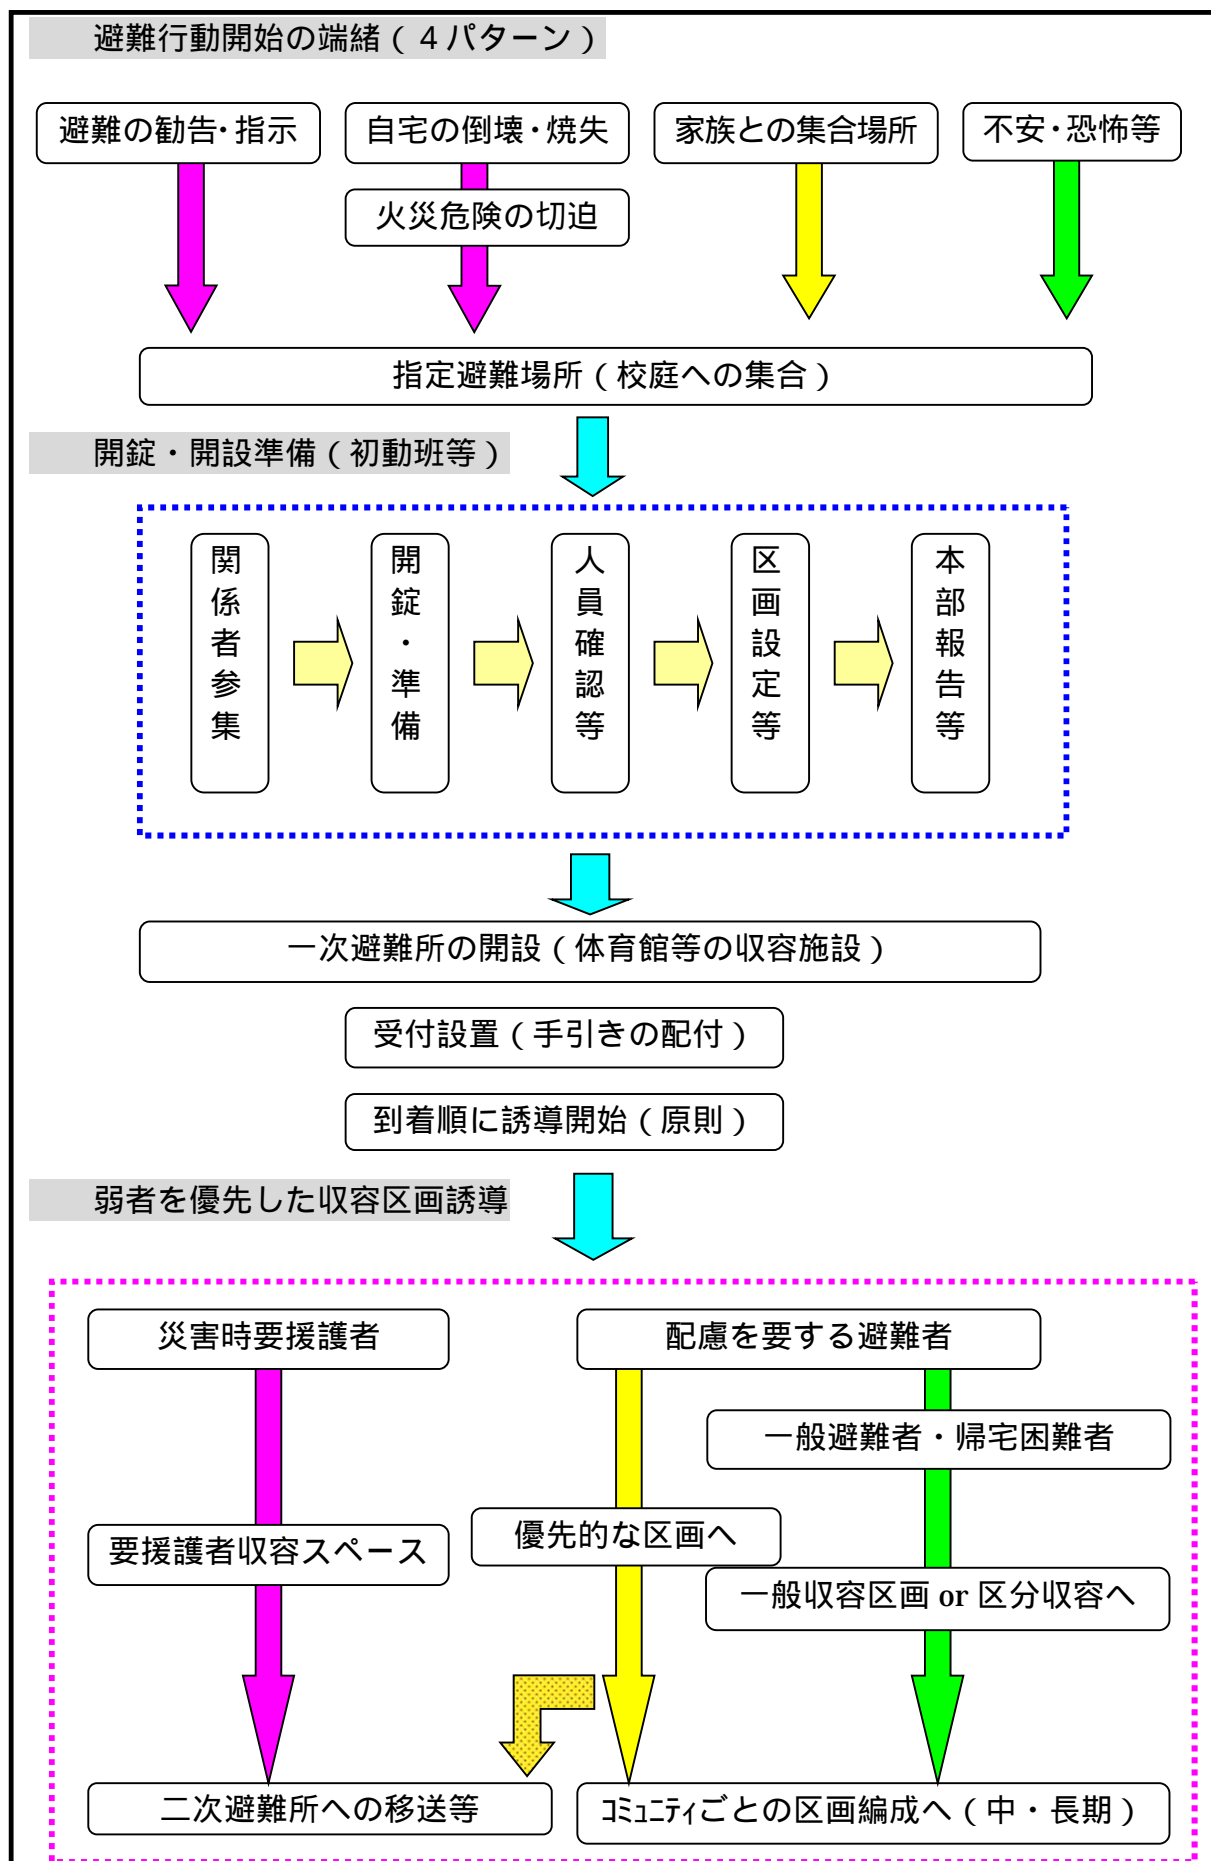 避難行動開始の端緒（４パターン）
避難の勧告・指示
自宅の倒壊・焼失
家族との集合場所
不安・恐怖等
火災危険の切迫
指定避難場所（校庭への集合）
開錠・開設準備（初動班等）
関係者参集
開錠・準備
人員確認等
区画設定等
本部報告等
一次避難所の開設（体育館等の収容施設）
受付設置（手引きの配付）
到着順に誘導開始（原則）
弱者を優先した収容区画誘導
災害時要援護者
配慮を要する避難者
一般避難者・帰宅困難者
優先的な区画へ
要援護者収容スペース
一般収容区画 or 区分収容へ
二次避難所への移送等
ｺﾐｭﾆﾃｨごとの区画編成へ（中・長期）